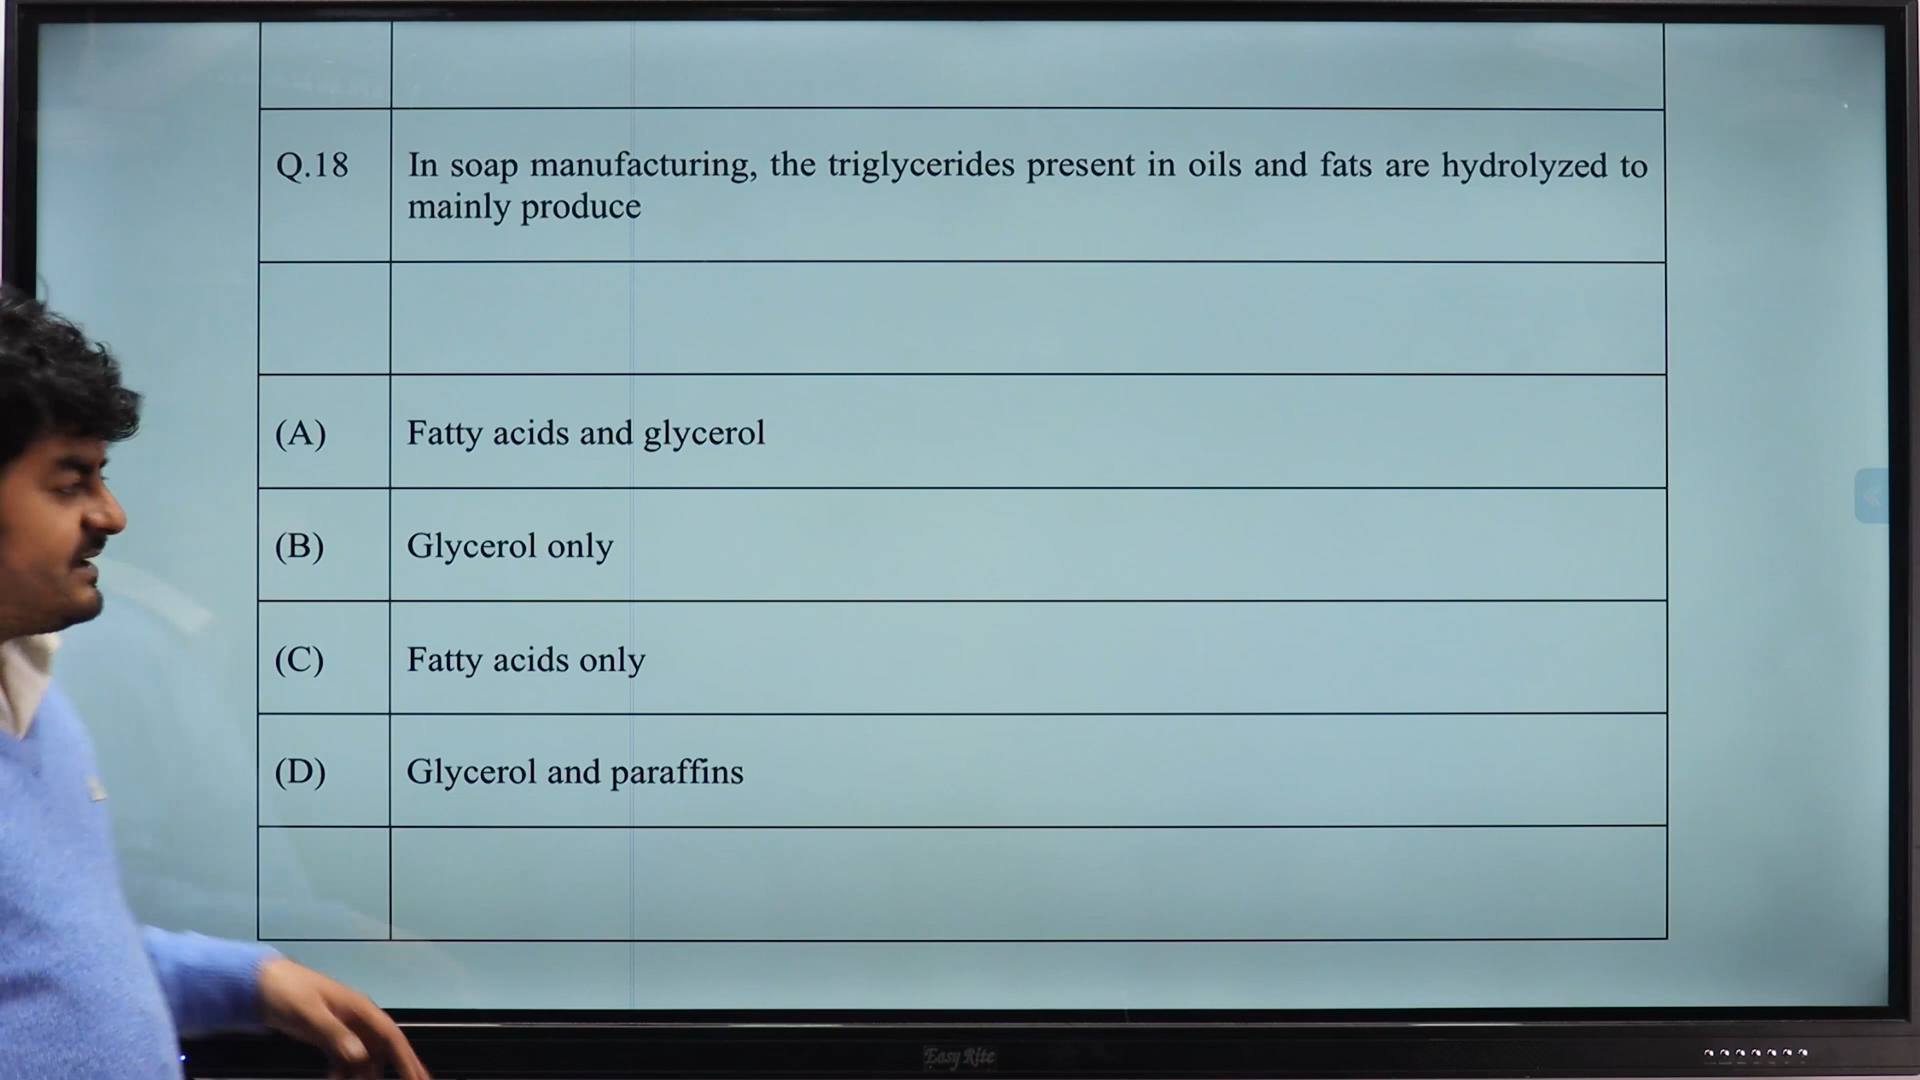 Q.18 In soap manufacturing, the triglycerides present in oils and fats are hydrolyzed to
mainly produce
(A) Fatty acids and glycerol
(B) Glycerol only
(C) Fatty acids only
(D) Glycerol and paraffins
Easy Rite